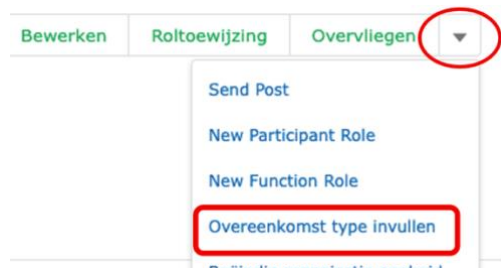 Bewerken Roltoewijzing Overvliegen
Send Post
New Participant Role
New Function Role
Overeenkomst type invullen